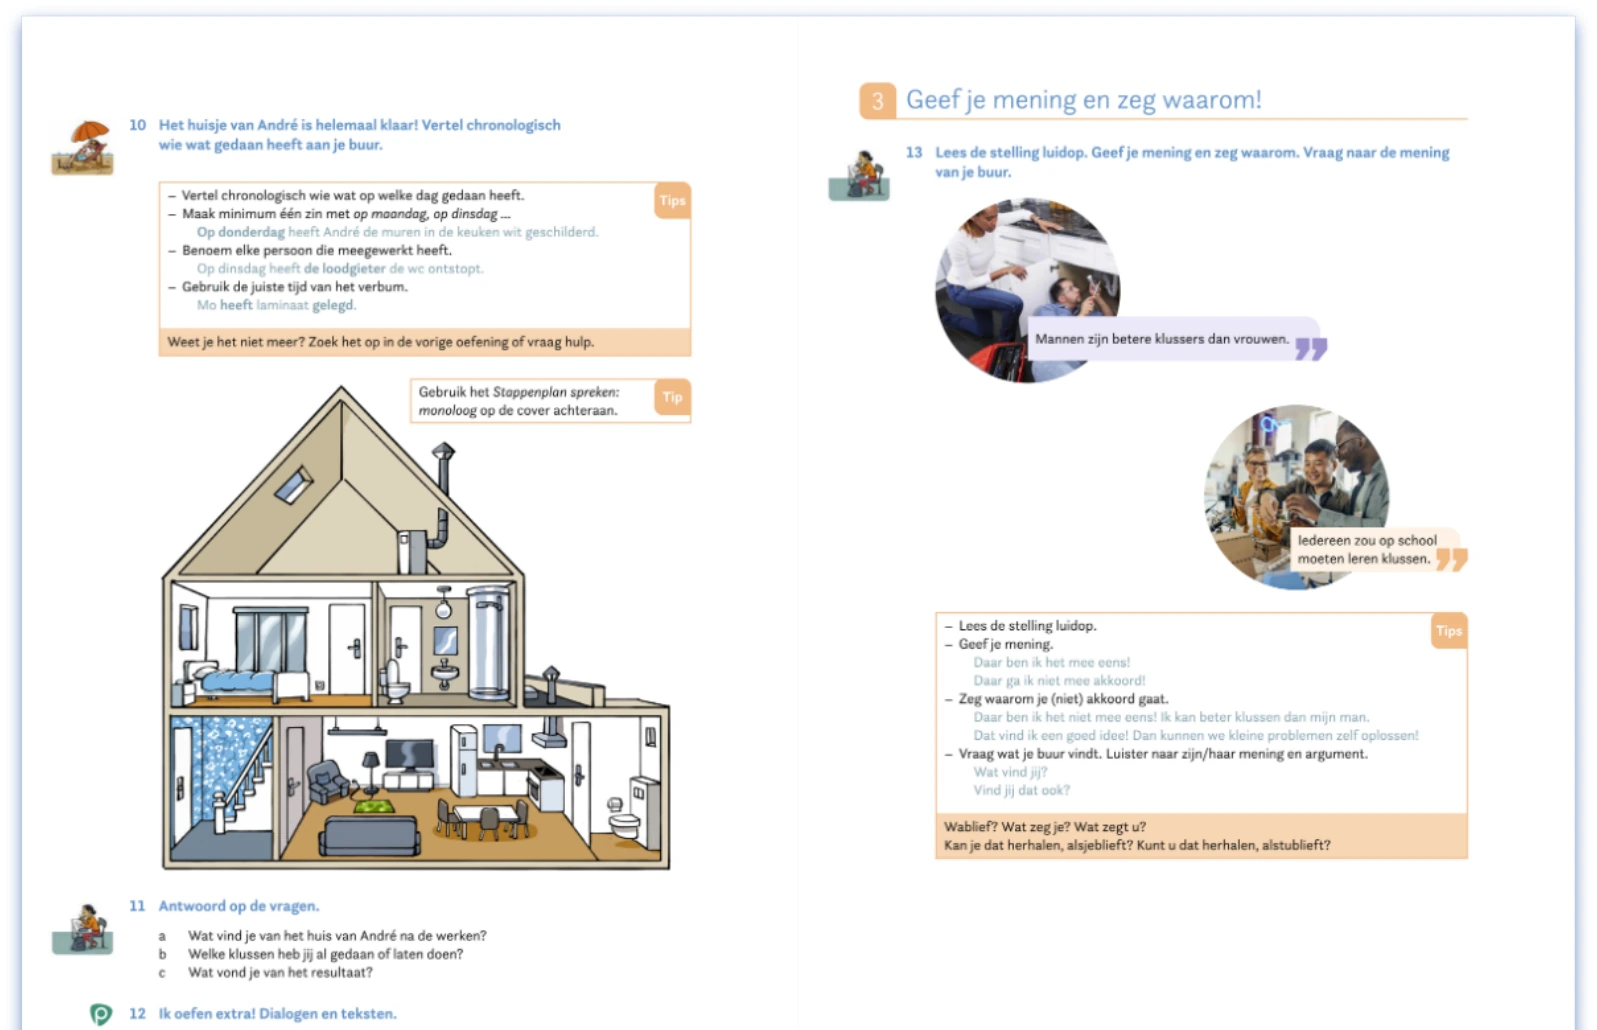 10 Het huisje van André is helemaal klaar! Vertel chronologisch
wie wat gedaan heeft aan je buur.
Tips
– Vertel chronologisch wie wat op welke dag gedaan heeft.
– Maak minimum één zin met op maandag, op dinsdag ...
Op donderdag heeft André de muren in de keuken wit geschilderd.
– Benoem elke persoon die meegewerkt heeft.
Op dinsdag heeft de loodgieter de wc ontstopt.
– Gebruik de juiste tijd van het verbum.
Mo heeft laminaat gelegd.
Weet je het niet meer? Zoek het op in de vorige oefening of vraag hulp.
Tip
Gebruik het Stappenplan spreken:
monoloog op de cover achteraan.
11 Antwoord op de vragen.
a Wat vind je van het huis van André na de werken?
b Welke klussen heb jij al gedaan of laten doen?
c Wat vond je van het resultaat?
12 Ik oefen extra! Dialogen en teksten.
3 Geef je mening en zeg waarom!
13 Lees de stelling luidop. Geef je mening en zeg waarom. Vraag naar de mening
van je buur.
Mannen zijn betere klussers dan vrouwen.
Iedereen zou op school
moeten leren klussen.
Tips
– Lees de stelling luidop.
– Geef je mening.
Daar ben ik het mee eens!
Daar ga ik niet mee akkoord!
– Zeg waarom je (niet) akkoord gaat.
Daar ben ik het niet mee eens! Ik kan beter klussen dan mijn man.
Dat vind ik een goed idee! Dan kunnen we kleine problemen zelf oplossen!
– Vraag wat je buur vindt. Luister naar zijn/haar mening en argument.
Wat vind jij?
Vind jij dat ook?
Wablief? Wat zeg je? Wat zegt u?
Kan je dat herhalen, alsjeblieft? Kunt u dat herhalen, alstublieft?